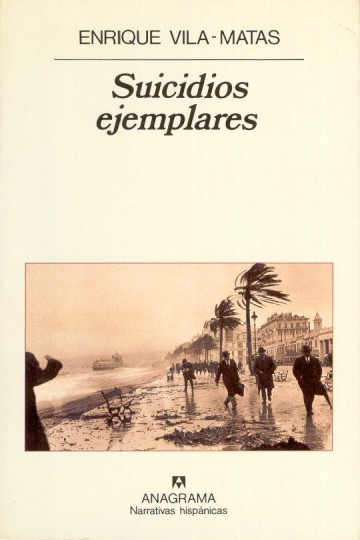 ENRIQUE VILA-MATAS
Suicidios
ejemplares
ANAGRAMA
Narrativas hispánicas